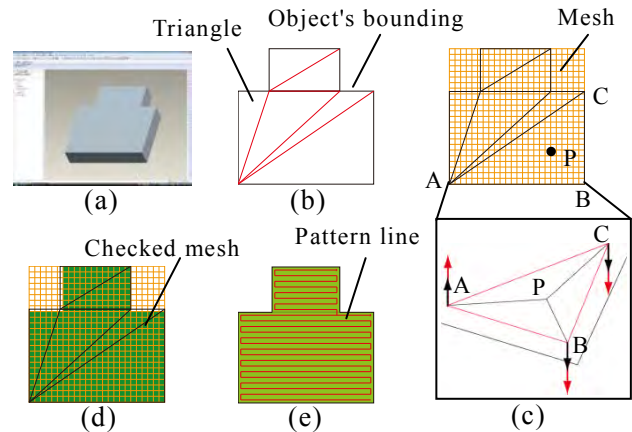 Object's bounding
Triangle
Mesh
C
P
A
B
(a)
(b)
Checked mesh
Pattern line
C
A
P
B
(d)
(e)
(c)